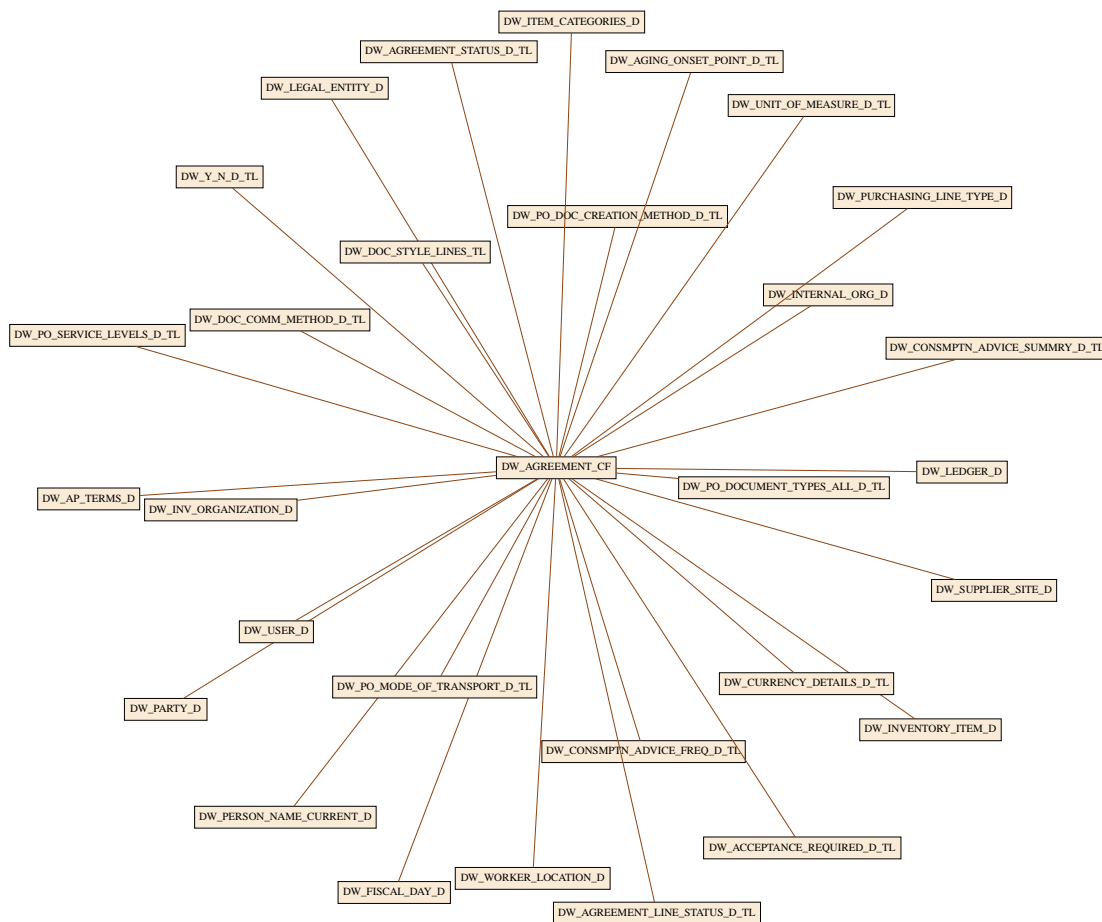 DW_ITEM_CATEGORIES_D
DW_AGREEMENT_STATUS_D_TL
DW_AGING_ONSET_POINT_D_TL
DW_LEGAL_ENTITY_D
DW_UNIT_OF_MEASURE_D_TL
DW_Y_N_D_TL
DW_PURCHASING_LINE_TYPE_D
DW_PO_DOC_CREATION_METHOD_D_TL
DW_DOC_STYLE_LINES_TL
DW_INTERNAL_ORG_D
DW_DOC_COMM_METHOD_D_TL
DW_PO_SERVICE_LEVELS_D_TL
DW_CONSMPTN_ADVICE_SUMMRY_D_TL
DW_AGREEMENT_CF
DW_LEDGER_D
DW_PO_DOCUMENT_TYPES_ALL_D_TL
DW_AP_TERMS_D
DW_INV_ORGANIZATION_D
DW_SUPPLIER_SITE_D
DW_USER_D
DW_CURRENCY_DETAILS_D_TL
DW_PO_MODE_OF_TRANSPORT_D_TL
DW_PARTY_D
DW_INVENTORY_ITEM_D
DW_CONSMPTN_ADVICE_FREQ_D_TL
DW_PERSON_NAME_CURRENT_D
DW_ACCEPTANCE_REQUIRED_D_TL
DW_WORKER_LOCATION_D
DW_FISCAL_DAY_D
DW_AGREEMENT_LINE_STATUS_D_TL